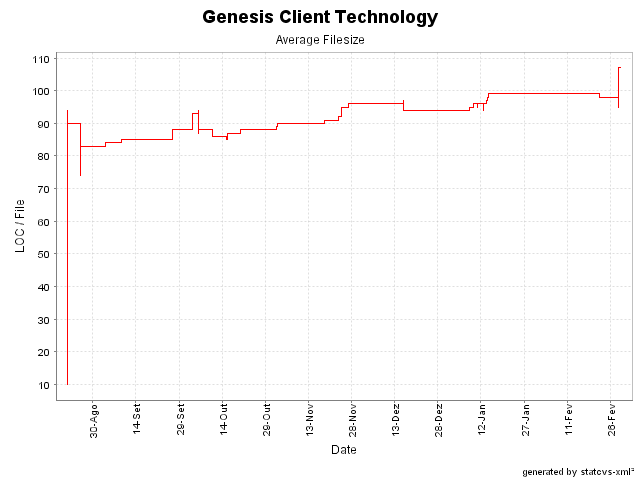 Genesis Client Technology
Average Filesize
110
100
90
80
70
60
50
40
30
20
10
LOC / File
30-Ago
14-Set
29-Set
14-Out
29-Out
13-Nov
28-Nov
13-Dez
28-Dez
12-Jan
27-Jan
11-Fev
26-Fev
Date
generated by statcvs-xml²